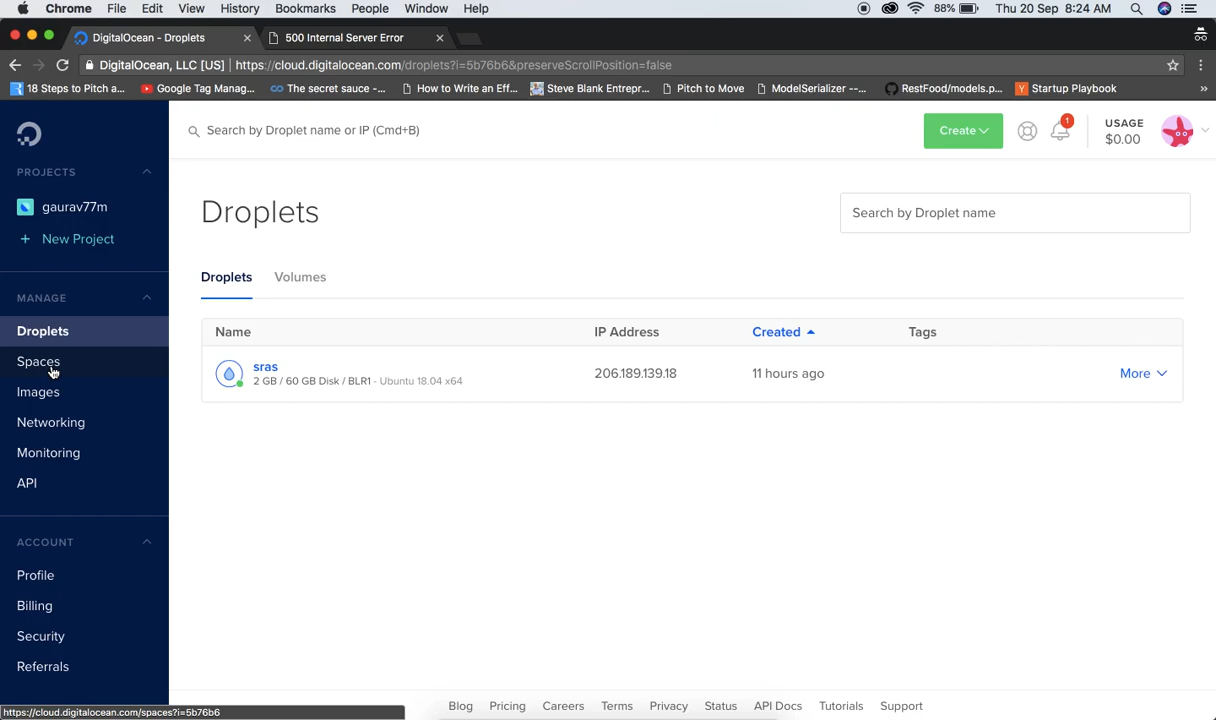 Chrome File Edit View History Bookmarks People Window Help 88% Thu 20 Sep 8:24 AM
DigitalOcean - Droplets 500 Internal Server Error
DigitalOcean, LLC [US] | https://cloud.digitalocean.com/droplets?i=5b76b6&preserveScrollPosition=false
18 Steps to Pitch a... Google Tag Manag... The secret sauce -... How to Write an Eff... Steve Blank Entrepr... Pitch to Move ModelSerializer --... RestFood/models.p... Startup Playbook »
Search by Droplet name or IP (Cmd+B) Create 1 USAGE
$0.00
PROJECTS
gaurav77m
+ New Project
MANAGE
Droplets
Spaces
Images
Networking
Monitoring
API
ACCOUNT
Profile
Billing
Security
Referrals
Droplets
Search by Droplet name
Droplets Volumes
Name IP Address Created Tags
sras
2 GB / 60 GB Disk / BLR1 - Ubuntu 18.04 x64
206.189.139.18 11 hours ago More
Blog Pricing Careers Terms Privacy Status API Docs Tutorials Support
https://cloud.digitalocean.com/spaces?i=5b76b6